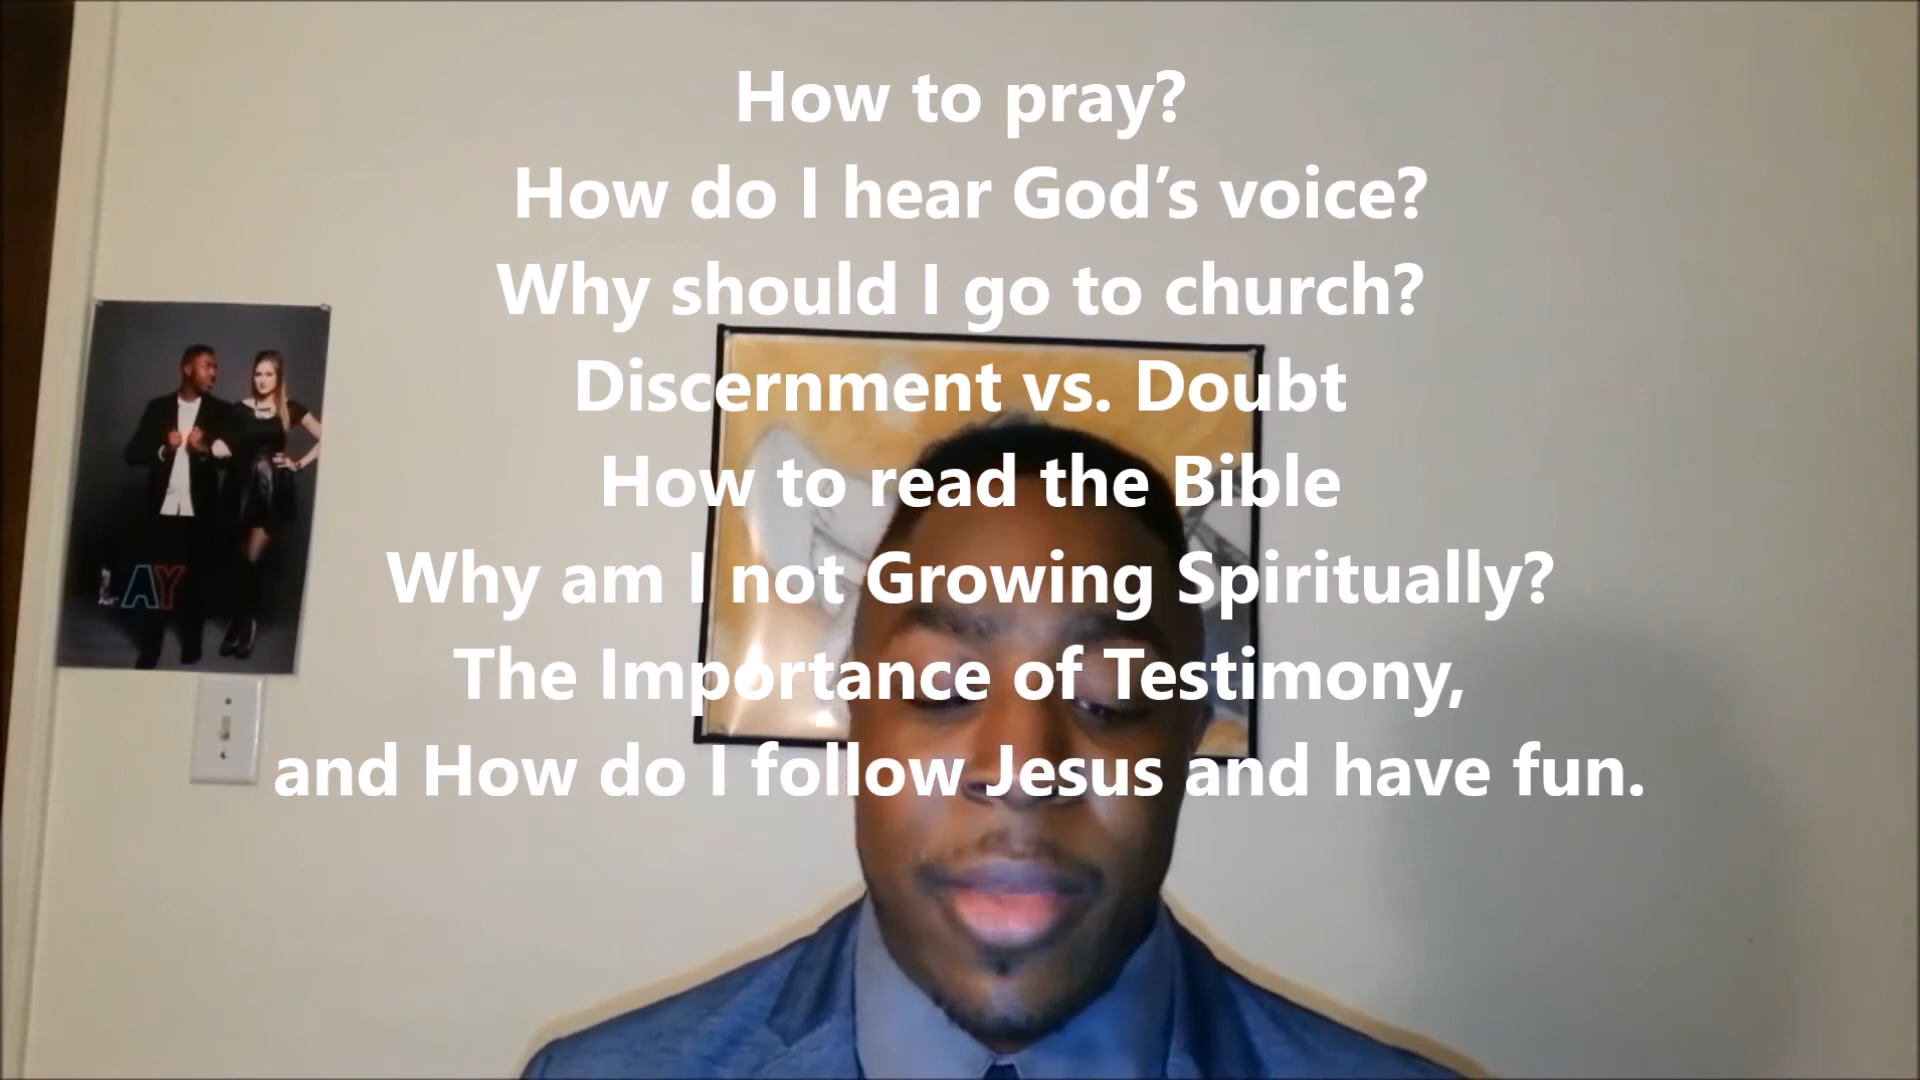 How to pray?
How do I hear God’s voice?
Why should I go to church?
Discernment vs. Doubt
How to read the Bible
Why am I not Growing Spiritually?
The Importance of Testimony,
and How do I follow Jesus and have fun.
LAY